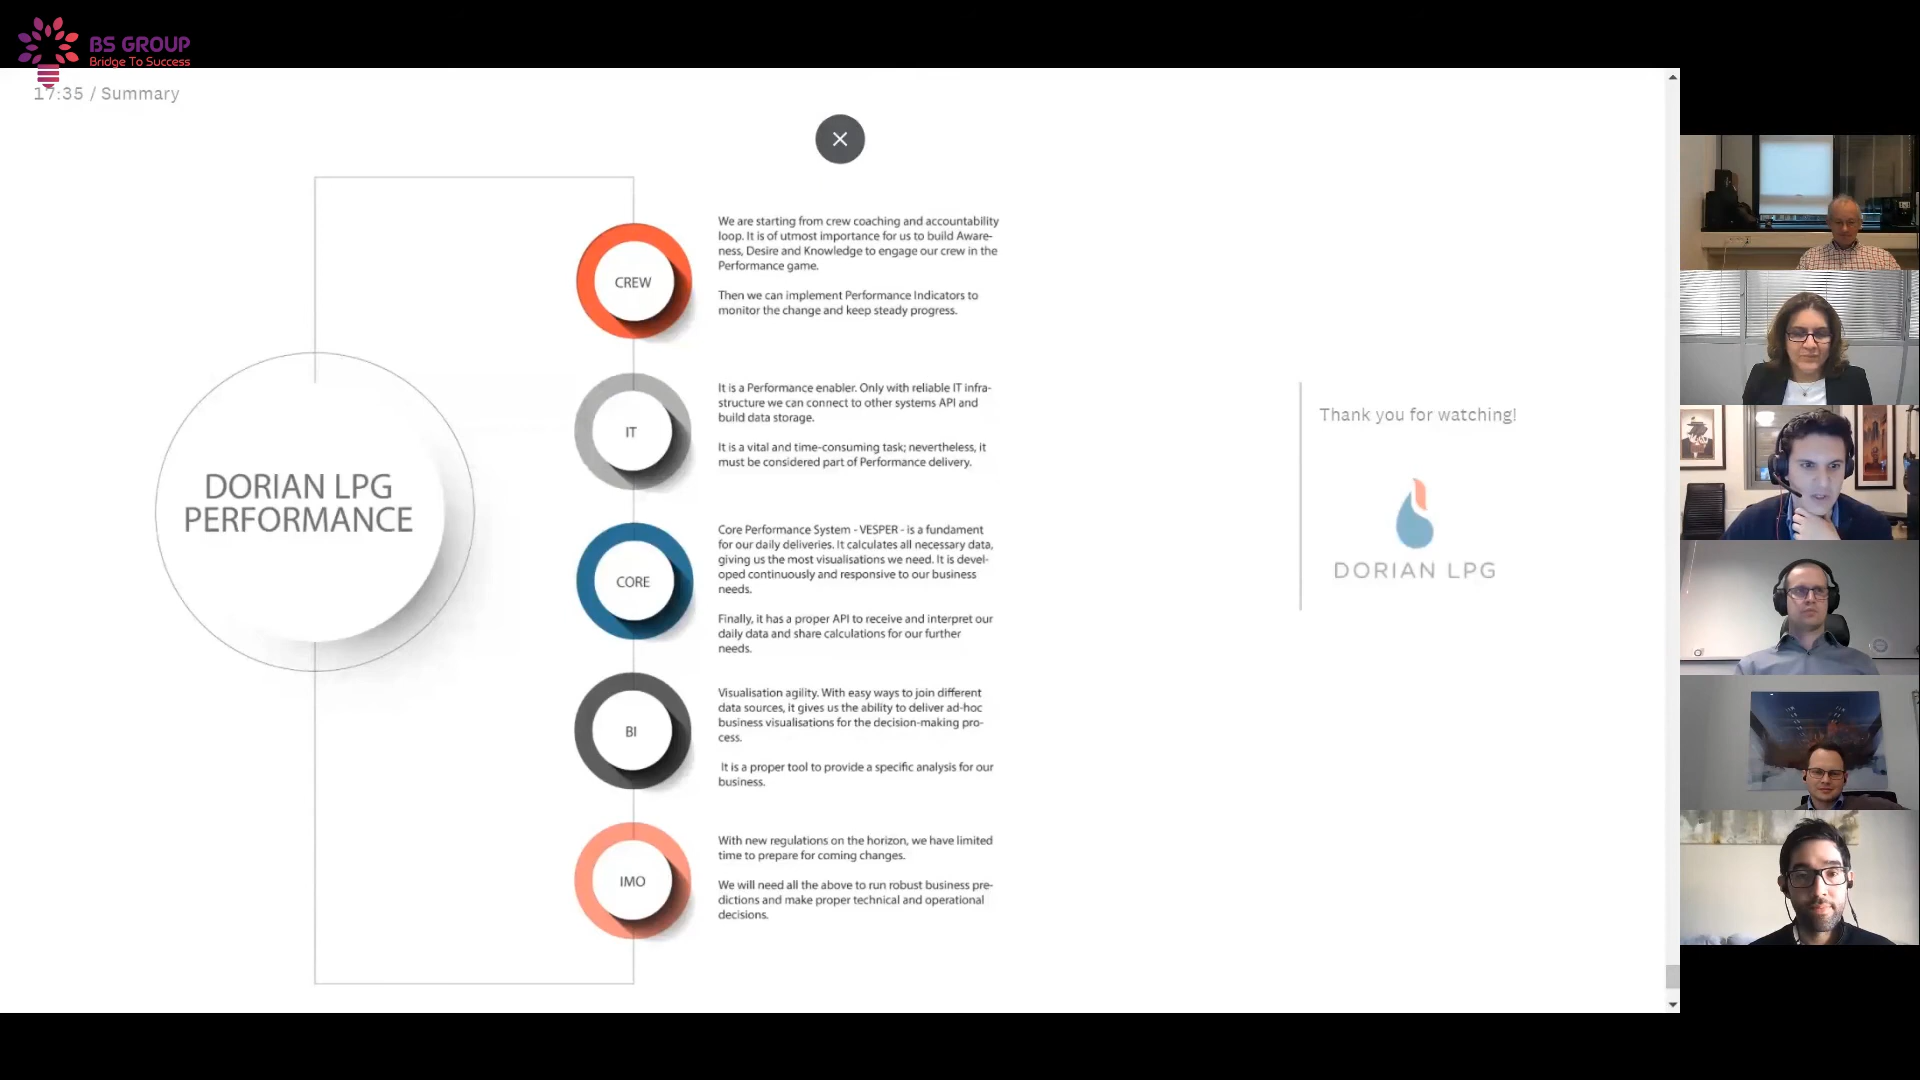 BS GROUP
Bridge To Success
17:35 / Summary
DORIAN LPG
PERFORMANCE
CREW
We are starting from crew coaching and accountability
loop. It is of utmost importance for us to build Aware-
ness, Desire and Knowledge to engage our crew in the
Performance game.
Then we can implement Performance Indicators to
monitor the change and keep steady progress.
IT
It is a Performance enabler. Only with reliable IT infra-
structure we can connect to other systems API and
build data storage.
It is a vital and time-consuming task; nevertheless, it
must be considered part of Performance delivery.
CORE
Core Performance System - VESPER - is a fundament
for our daily deliveries. It calculates all necessary data,
giving us the most visualisations we need. It is devel-
oped continuously and responsive to our business
needs.
Finally, it has a proper API to receive and interpret our
daily data and share calculations for our further
needs.
BI
Visualisation agility. With easy ways to join different
data sources, it gives us the ability to deliver ad-hoc
business visualisations for the decision-making pro-
cess.
It is a proper tool to provide a specific analysis for our
business.
IMO
With new regulations on the horizon, we have limited
time to prepare for coming changes.
We will need all the above to run robust business pre-
dictions and make proper technical and operational
decisions.
Thank you for watching!
DORIAN LPG